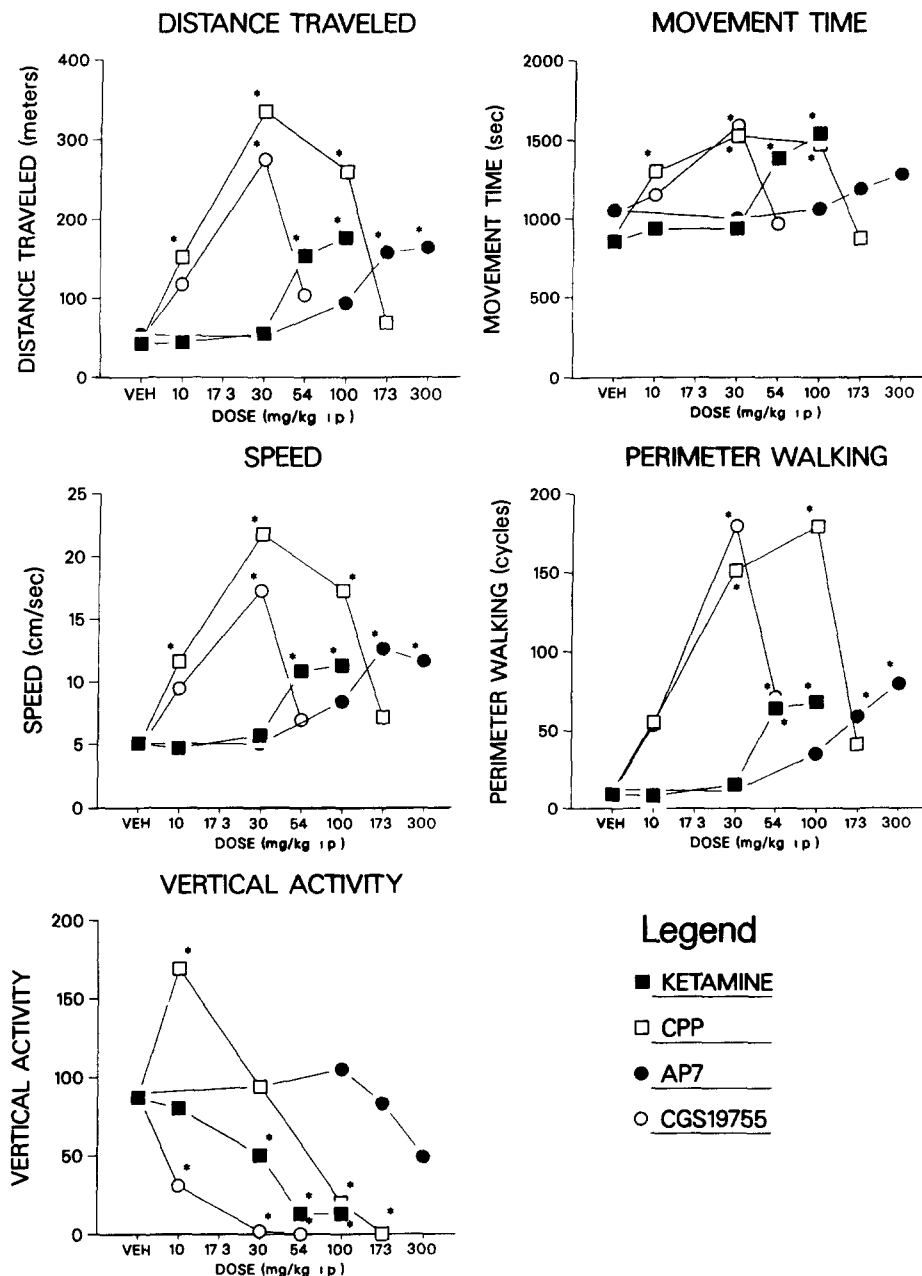 DISTANCE TRAVELED
DISTANCE TRAVELED (meters)
400
300
200
100
0
VEH 10 17 3 30 54 100 173 300
DOSE (mg/kg ı p)
MOVEMENT TIME
MOVEMENT TIME (sec)
2000
1500
1000
500
0
VEH 10 17 3 30 54 100 173 300
DOSE (mg/kg ı p)
SPEED
SPEED (cm/sec)
25
20
15
10
5
0
VEH 10 17 3 30 54 100 173 300
DOSE (mg/kg ı p)
PERIMETER WALKING
PERIMETER WALKING (cycles)
200
150
100
50
0
VEH 10 17 3 30 54 100 173 300
DOSE (mg/kg ı p)
VERTICAL ACTIVITY
VERTICAL ACTIVITY
200
150
100
50
0
VEH 10 17 3 30 54 100 173 300
DOSE (mg/kg ı p)
Legend
KETAMINE
CPP
AP7
CGS19755